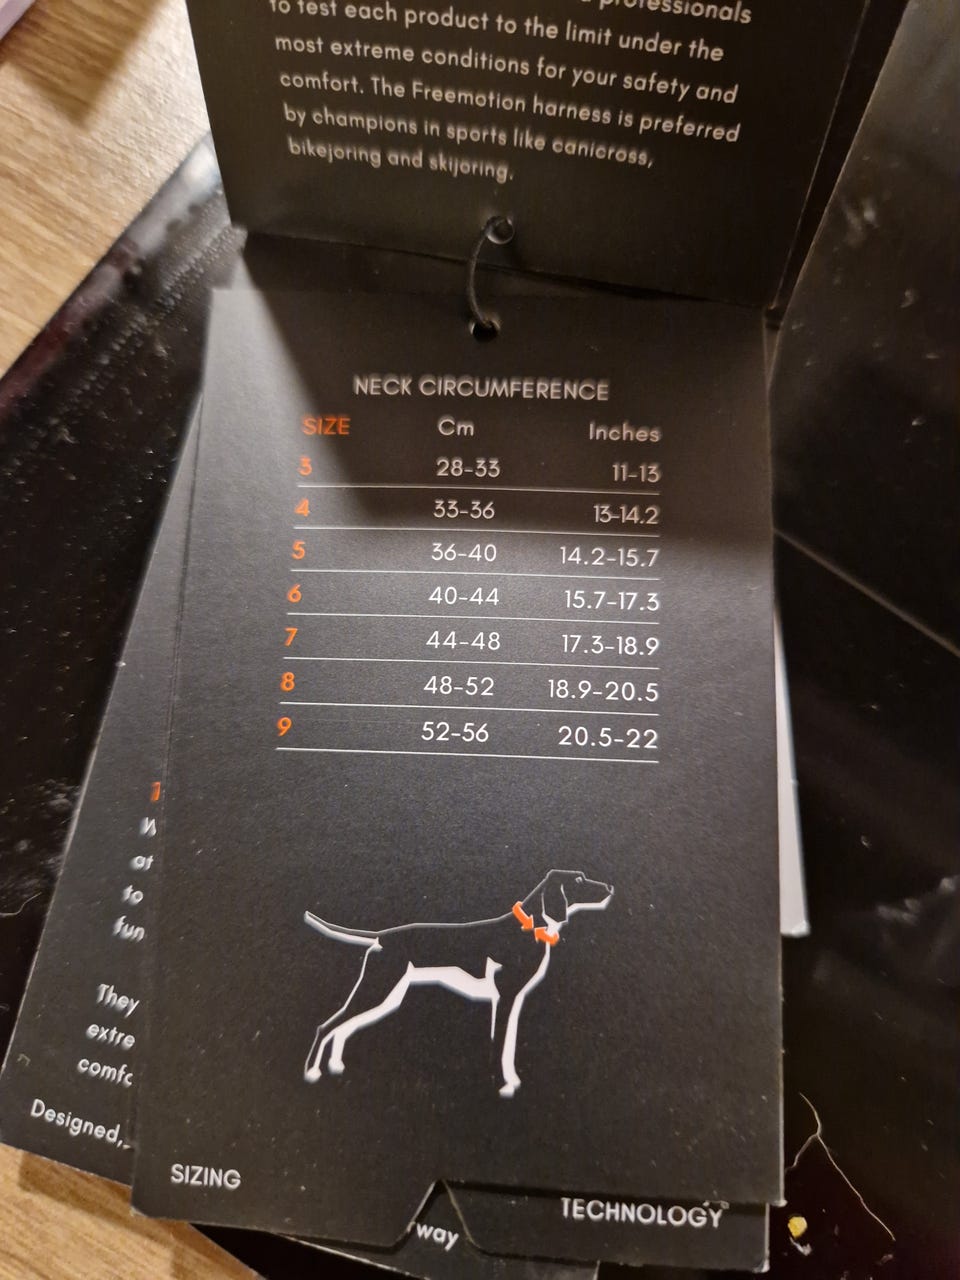 professionals
to test each product to the limit under the
most extreme conditions for your safety and
comfort. The Freemotion harness is preferred
by champions in sports like canicross,
bikejoring and skijoring.
NECK CIRCUMFERENCE
SIZE Cm Inches
3 28-33 11-13
4 33-36 13-14.2
5 36-40 14.2-15.7
6 40-44 15.7-17.3
7 44-48 17.3-18.9
8 48-52 18.9-20.5
9 52-56 20.5-22
at
to
fun
They
extre
comfo
Designed,
SIZING
TECHNOLOGY
way